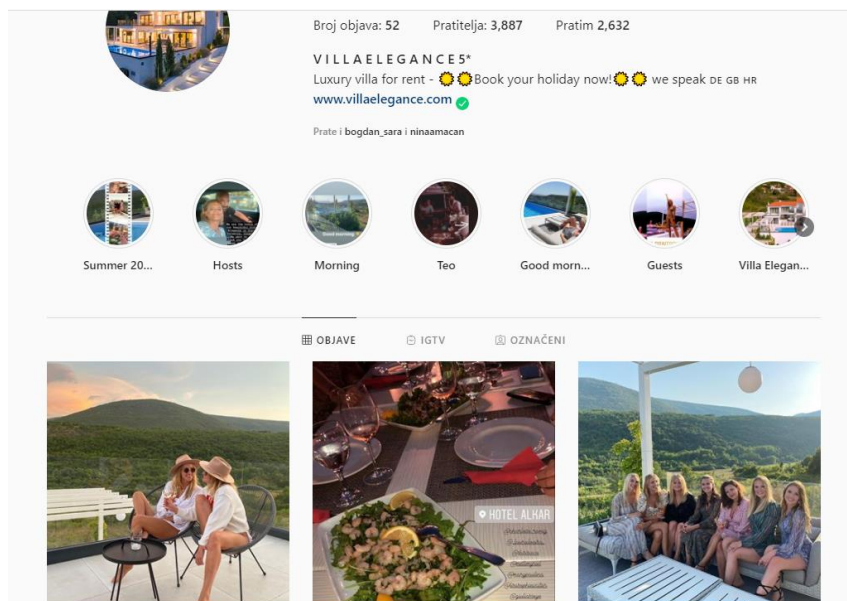 Broj objava: 52 Pratitelja: 3,887 Pratim 2,632
V I L L A E L E G A N C E 5*
Luxury villa for rent - Book your holiday now! we speak DE GB HR
www.villaelegance.com
Prate i bogdan_sara i ninaamacan
Summer 20... Hosts Morning Teo Good morn... Guests Villa Elegan...
OBJAVE IGTV OZNAČENI
HOTEL ALKAR